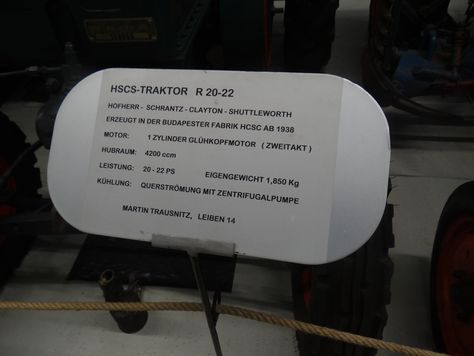 HSCS-TRAKTOR R 20-22
HOFHERR - SCHRANTZ - CLAYTON - SHUTTLEWORTH
ERZEUGT IN DER BUDAPESTER FABRIK HCSC AB 1938
MOTOR: 1 ZYLINDER GLÜHKOPFMOTOR ( ZWEITAKT )
HUBRAUM: 4200 ccm
LEISTUNG: 20 - 22 PS EIGENGEWICHT 1,850 Kg
KÜHLUNG: QUERSTRÖMUNG MIT ZENTRIFUGALPUMPE
MARTIN TRAUSNITZ, LEIBEN 14